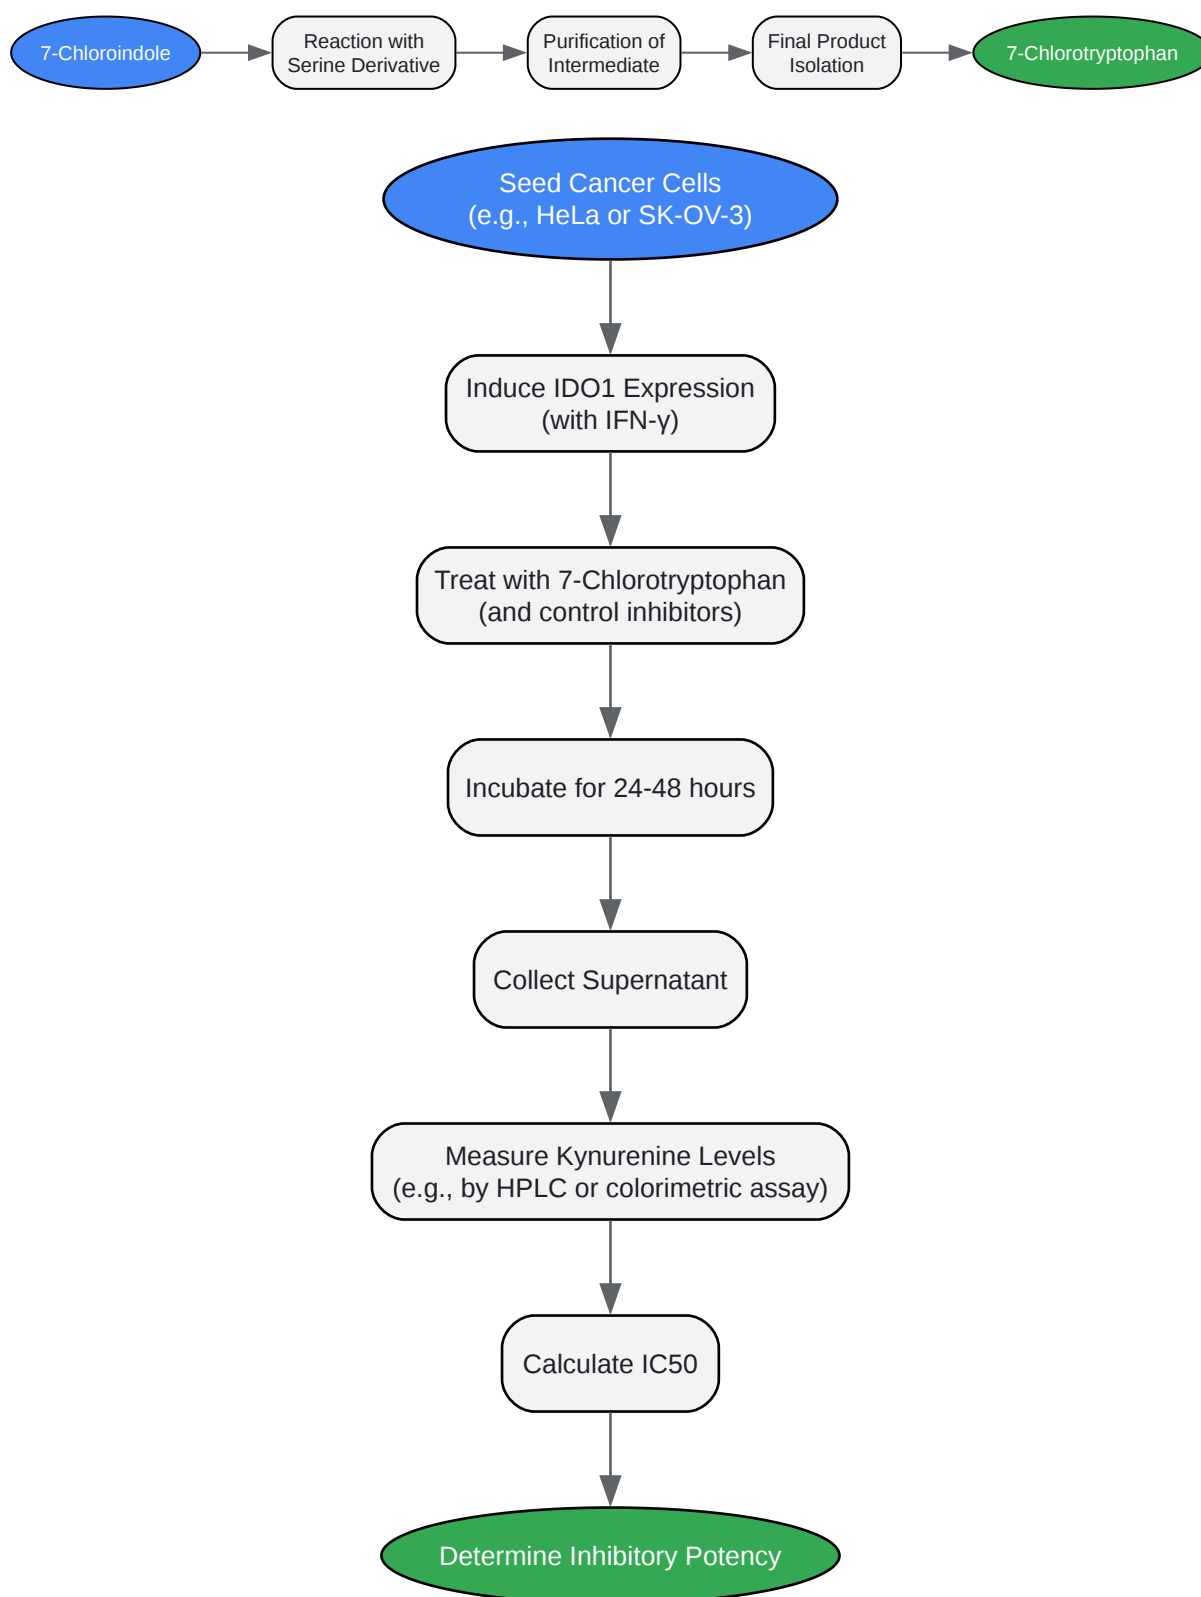 7-Chloroindole
Reaction with
Serine Derivative
Purification of
Intermediate
Final Product
Isolation
7-Chlorotryptophan
Seed Cancer Cells
(e.g., HeLa or SK-OV-3)
Induce IDO1 Expression
(with IFN-γ)
Treat with 7-Chlorotryptophan
(and control inhibitors)
Incubate for 24-48 hours
Collect Supernatant
Measure Kynurenine Levels
(e.g., by HPLC or colorimetric assay)
Calculate IC50
Determine Inhibitory Potency